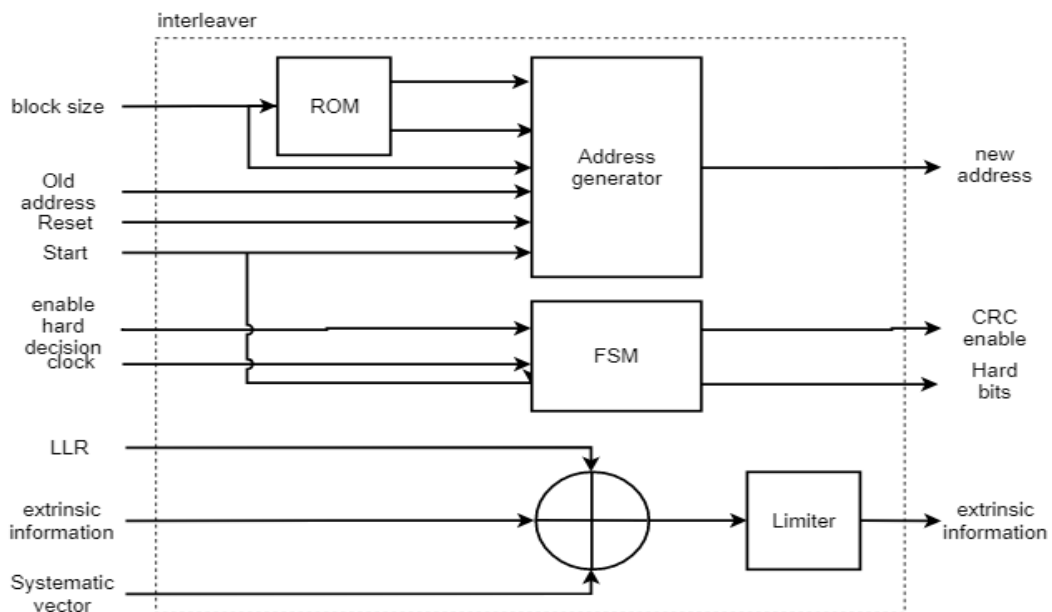 interleaver
block size
ROM
Address
generator
new
address
Old
address
Reset
Start
enable
hard
decision
clock
FSM
CRC
enable
Hard
bits
LLR
extrinsic
information
Limiter
extrinsic
information
Systematic
vector